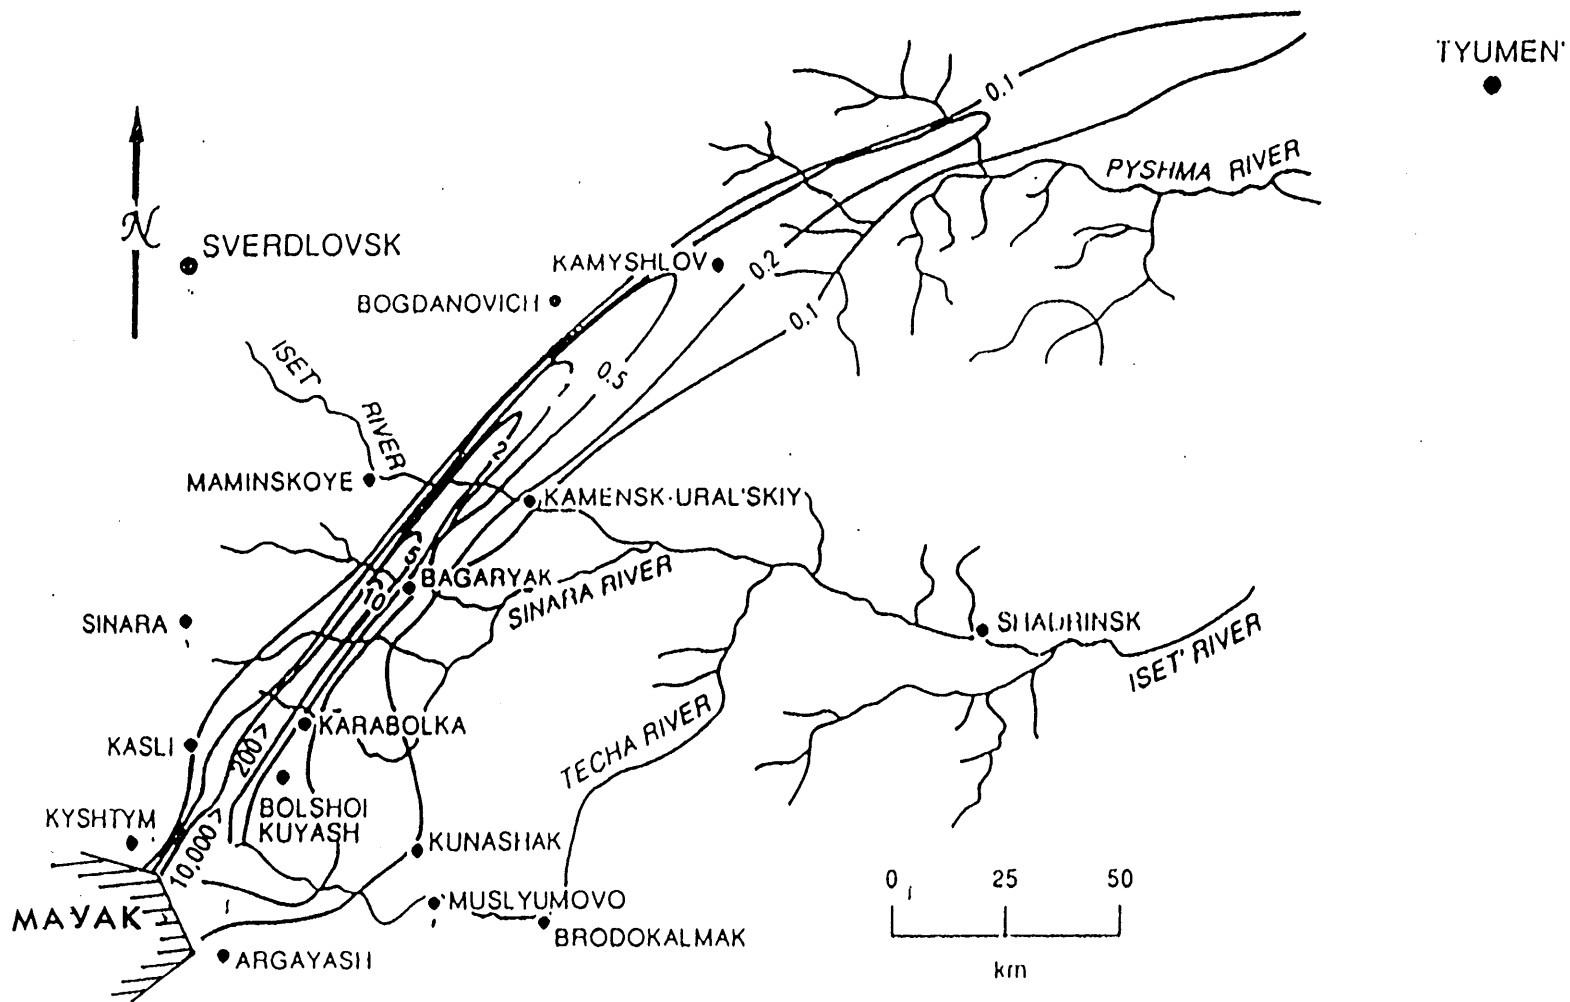 TYUMEN'
0.1
PYSHMA RIVER
N
SVERDLOVSK
KAMYSHLOV
0.2
BOGDANOVICH
0.1
ISET'
RIVER
0.5
1
2
MAMINSKOYE
KAMENSK-URAL'SKIY
5
BAGARYAK
10
SINARA RIVER
SINARA
SHADRINSK
ISET' RIVER
KARABOLKA
KASLI
200 >
TECHA RIVER
BOLSHOI
KUYASH
KYSHTYM
10,000 >
KUNASHAK
0 25 50
km
MUSLYUMOVO
MAYAK
BRODOKALMAK
ARGAYASH